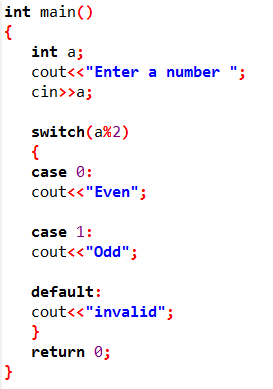 int main()
{
int a;
cout<<"Enter a number ";
cin>>a;
switch(a%2)
{
case 0:
cout<<"Even";
case 1:
cout<<"Odd";
default:
cout<<"invalid";
}
return 0;
}